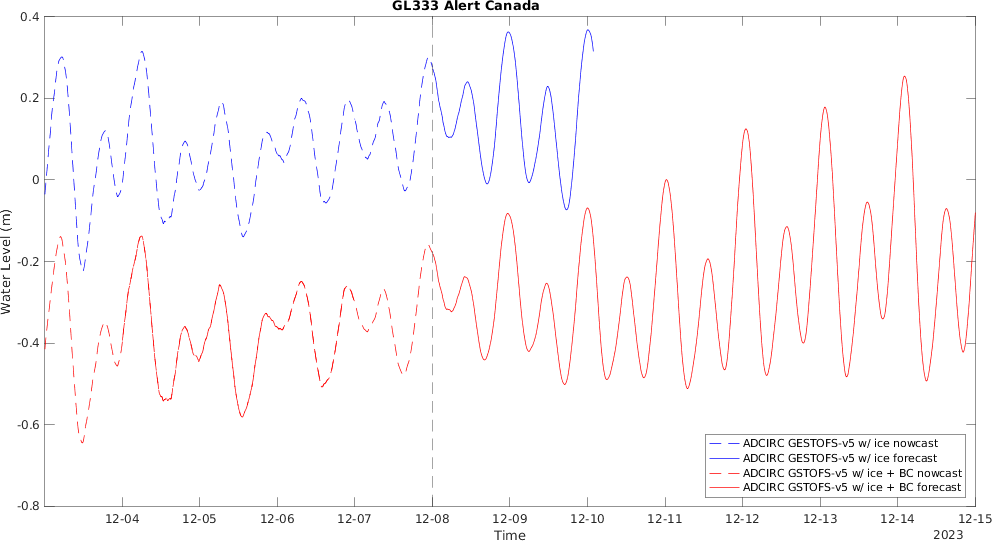 GL333 Alert Canada
0.4
0.2
0
-0.2
-0.4
-0.6
-0.8
Water Level (m)
12-04
12-05
12-06
12-07
12-08
12-09
12-10
12-11
12-12
12-13
12-14
12-15
Time
2023
ADCIRC GESTOFS-v5 w/ ice nowcast
ADCIRC GESTOFS-v5 w/ ice forecast
ADCIRC GSTOFS-v5 w/ ice + BC nowcast
ADCIRC GSTOFS-v5 w/ ice + BC forecast